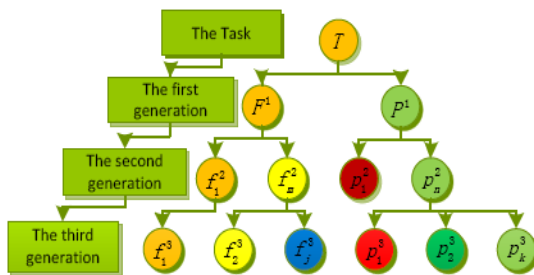 The Task
T
The first
generation
F¹
P¹
The second
generation
f₁²
fₘ²
p₁²
pₙ²
The third
generation
f₁³
f₂³
fⱼ³
p₁³
p₂³
pₖ³